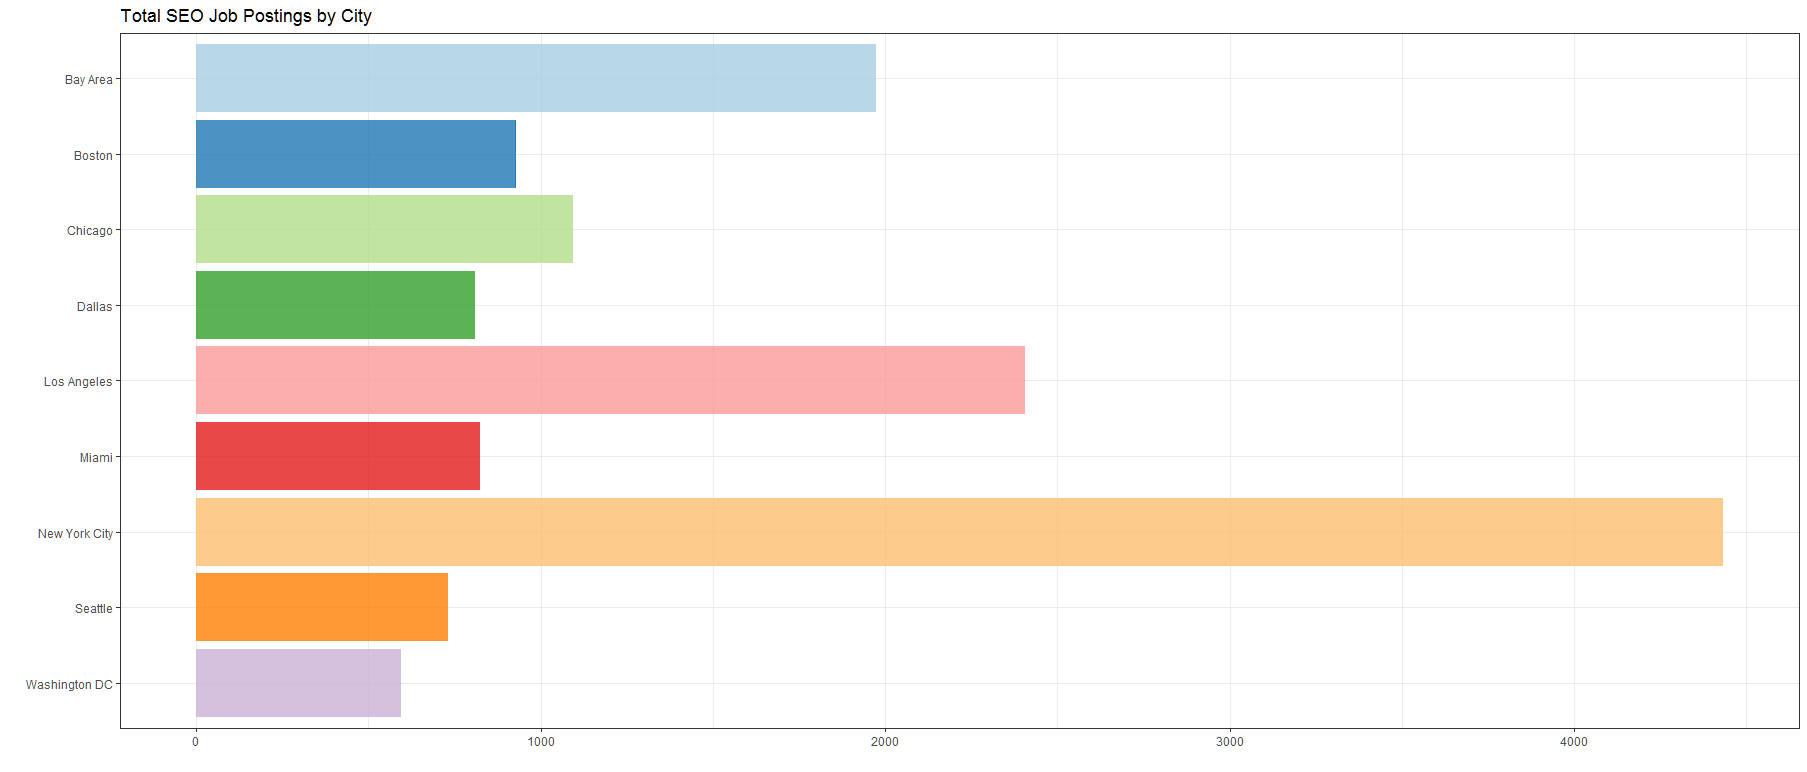 Total SEO Job Postings by City
Bay Area
Boston
Chicago
Dallas
Los Angeles
Miami
New York City
Seattle
Washington DC
0 1000 2000 3000 4000